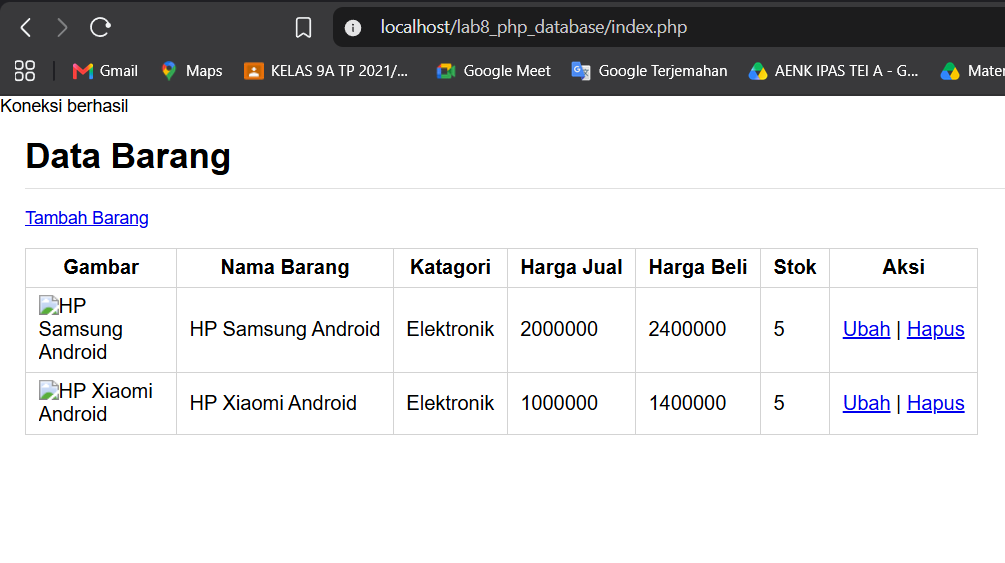 localhost/lab8_php_database/index.php
Gmail Maps KELAS 9A TP 2021/... Google Meet Google Terjemahan AENK IPAS TEI A - G... Mater
Koneksi berhasil
Data Barang
Tambah Barang
Gambar Nama Barang Katagori Harga Jual Harga Beli Stok Aksi
HP Samsung Android HP Samsung Android Elektronik 2000000 2400000 5 Ubah | Hapus
HP Xiaomi Android HP Xiaomi Android Elektronik 1000000 1400000 5 Ubah | Hapus